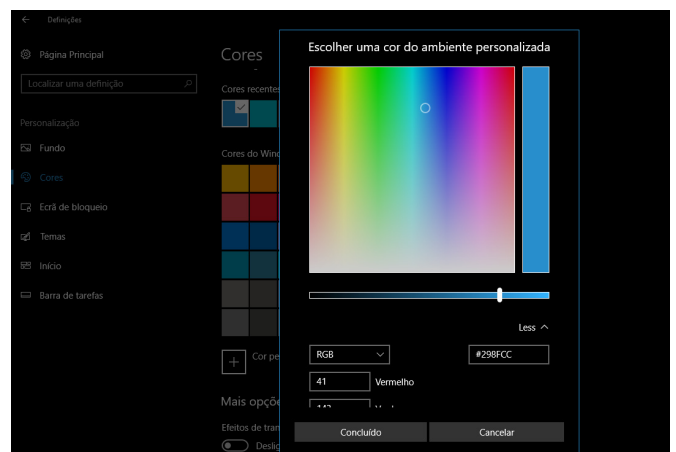 Definições
Página Principal
Localizar uma definição
Personalização
Fundo
Cores
Ecrã de bloqueio
Temas
Início
Barra de tarefas
Cores
Cores recentes
Cores do Wind
Cor pe
Mais opçõe
Efeitos de tran
Deslig
Escolher uma cor do ambiente personalizada
Less
RGB
#298FCC
41
Vermelho
Concluído
Cancelar